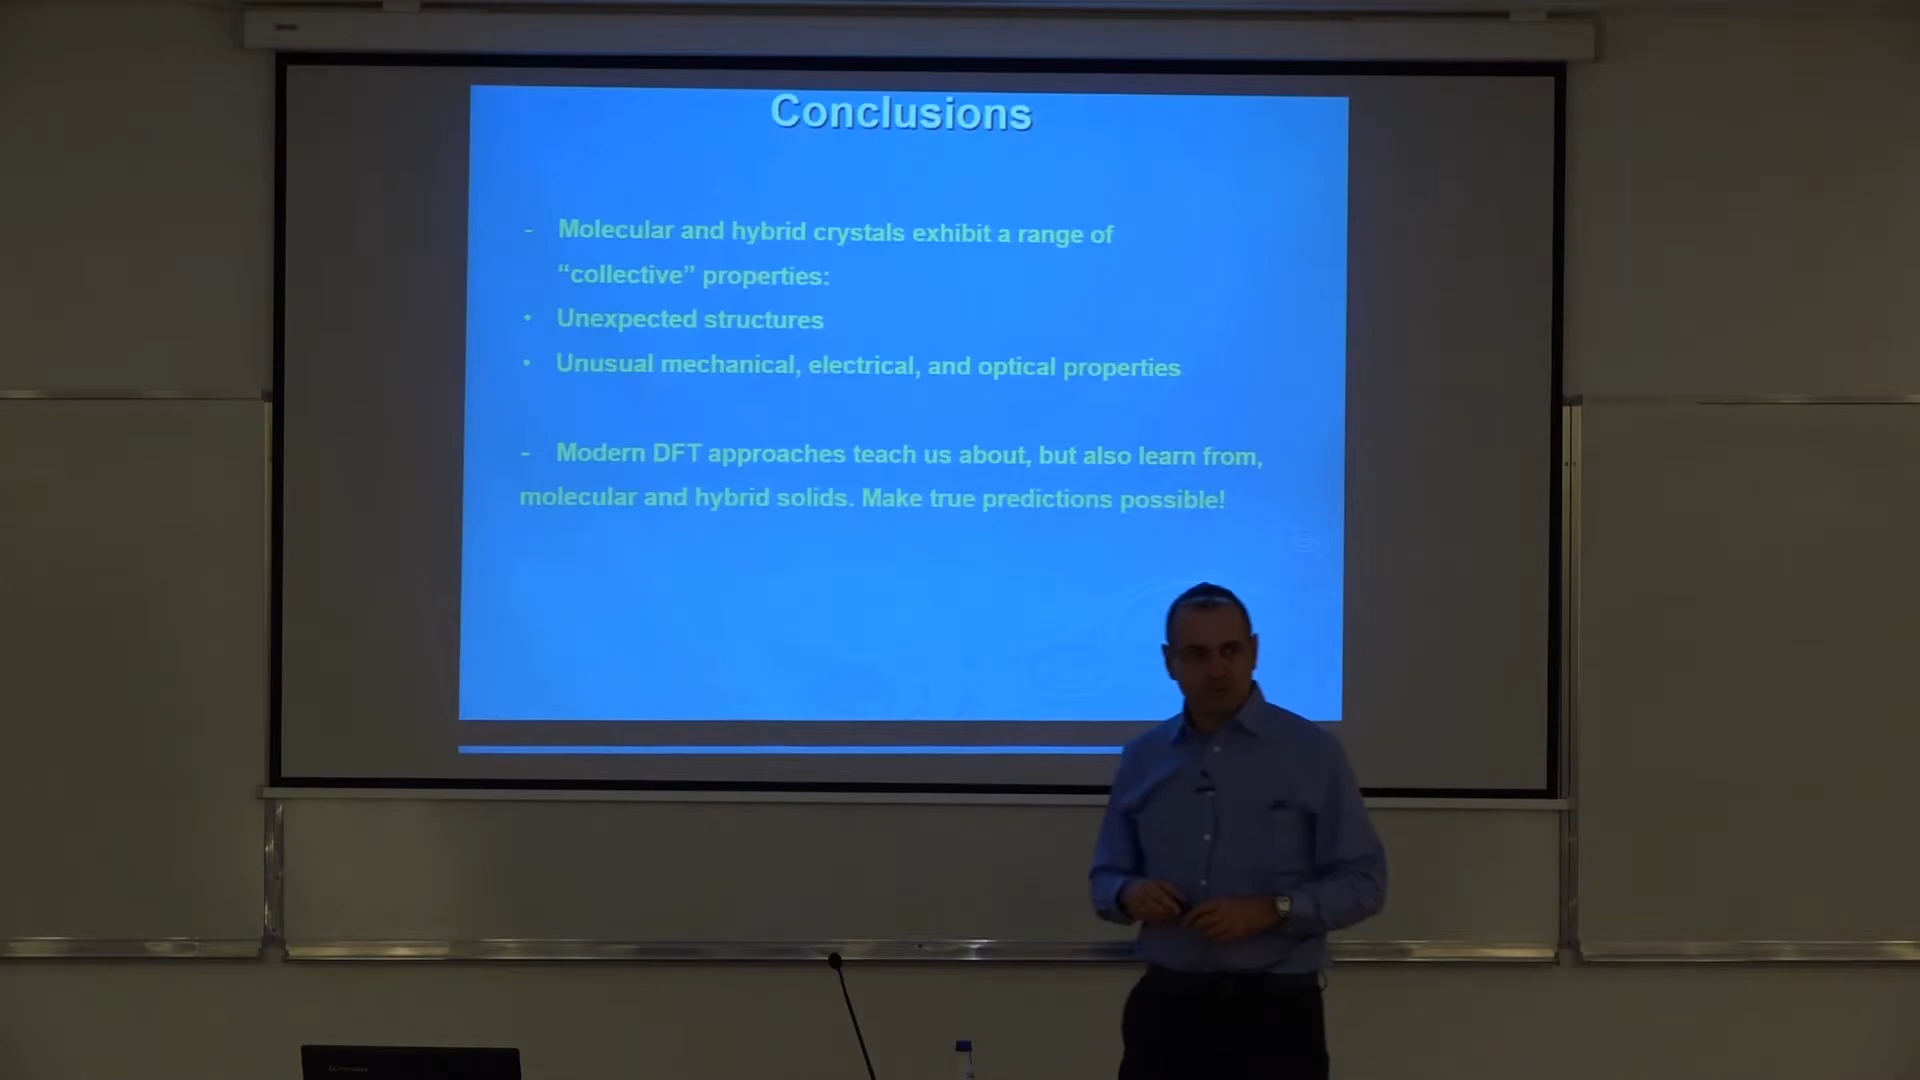 Conclusions
- Molecular and hybrid crystals exhibit a range of
“collective” properties:
• Unexpected structures
• Unusual mechanical, electrical, and optical properties
- Modern DFT approaches teach us about, but also learn from,
molecular and hybrid solids. Make true predictions possible!